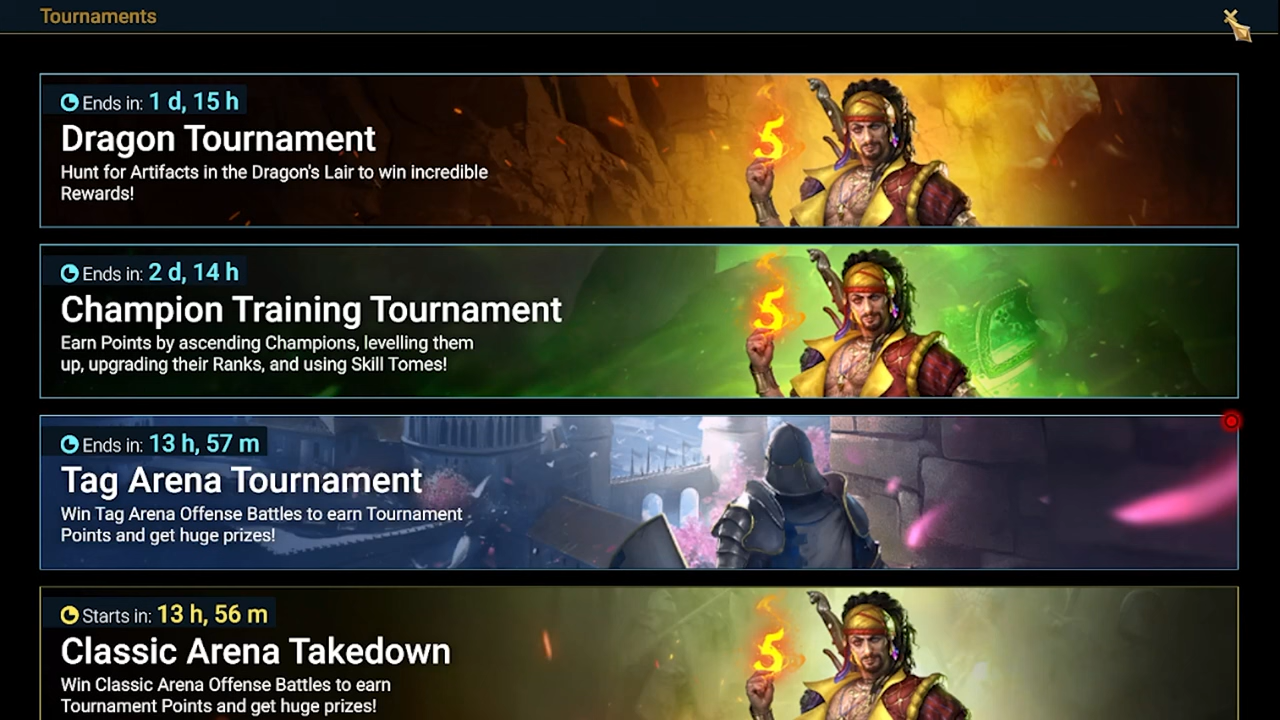 Tournaments
Ends in: 1 d, 15 h
Dragon Tournament
Hunt for Artifacts in the Dragon's Lair to win incredible
Rewards!
5
Ends in: 2 d, 14 h
Champion Training Tournament
Earn Points by ascending Champions, levelling them
up, upgrading their Ranks, and using Skill Tomes!
5
Ends in: 13 h, 57 m
Tag Arena Tournament
Win Tag Arena Offense Battles to earn Tournament
Points and get huge prizes!
Starts in: 13 h, 56 m
Classic Arena Takedown
Win Classic Arena Offense Battles to earn
Tournament Points and get huge prizes!
5